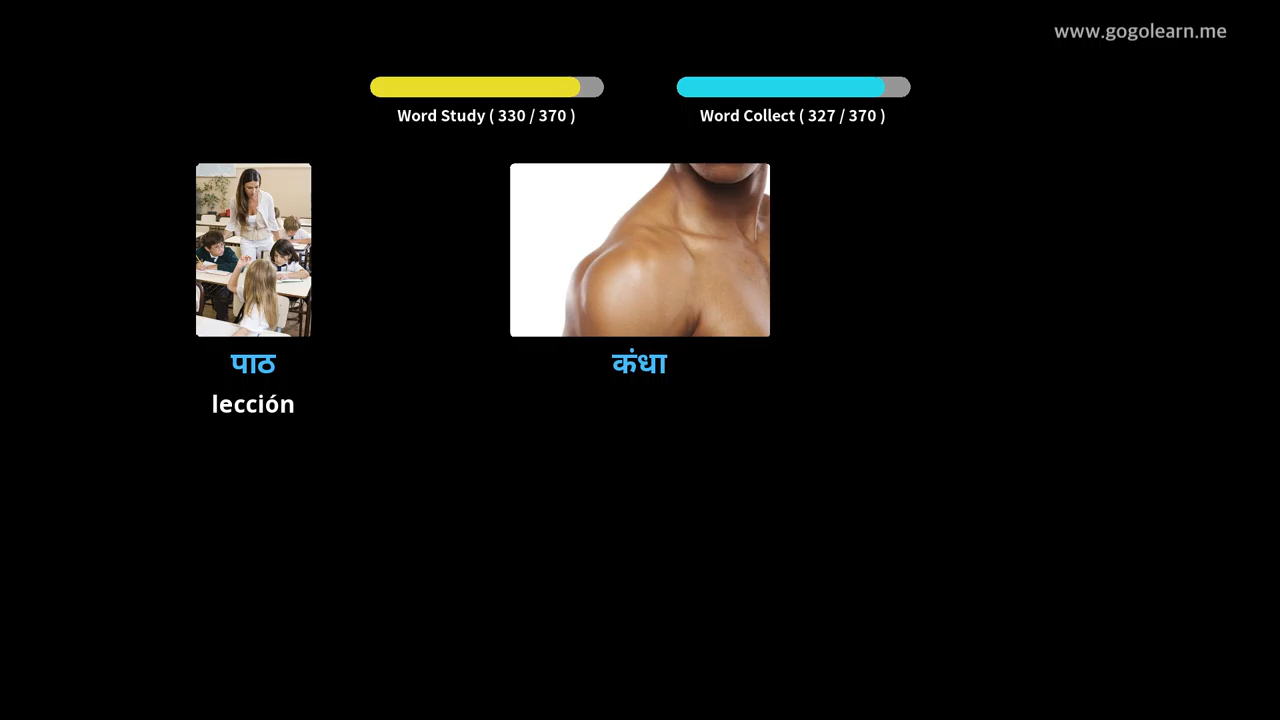 www.gogolearn.me
Word Study ( 330 / 370 )
Word Collect ( 327 / 370 )
पाठ
कंधा
lección